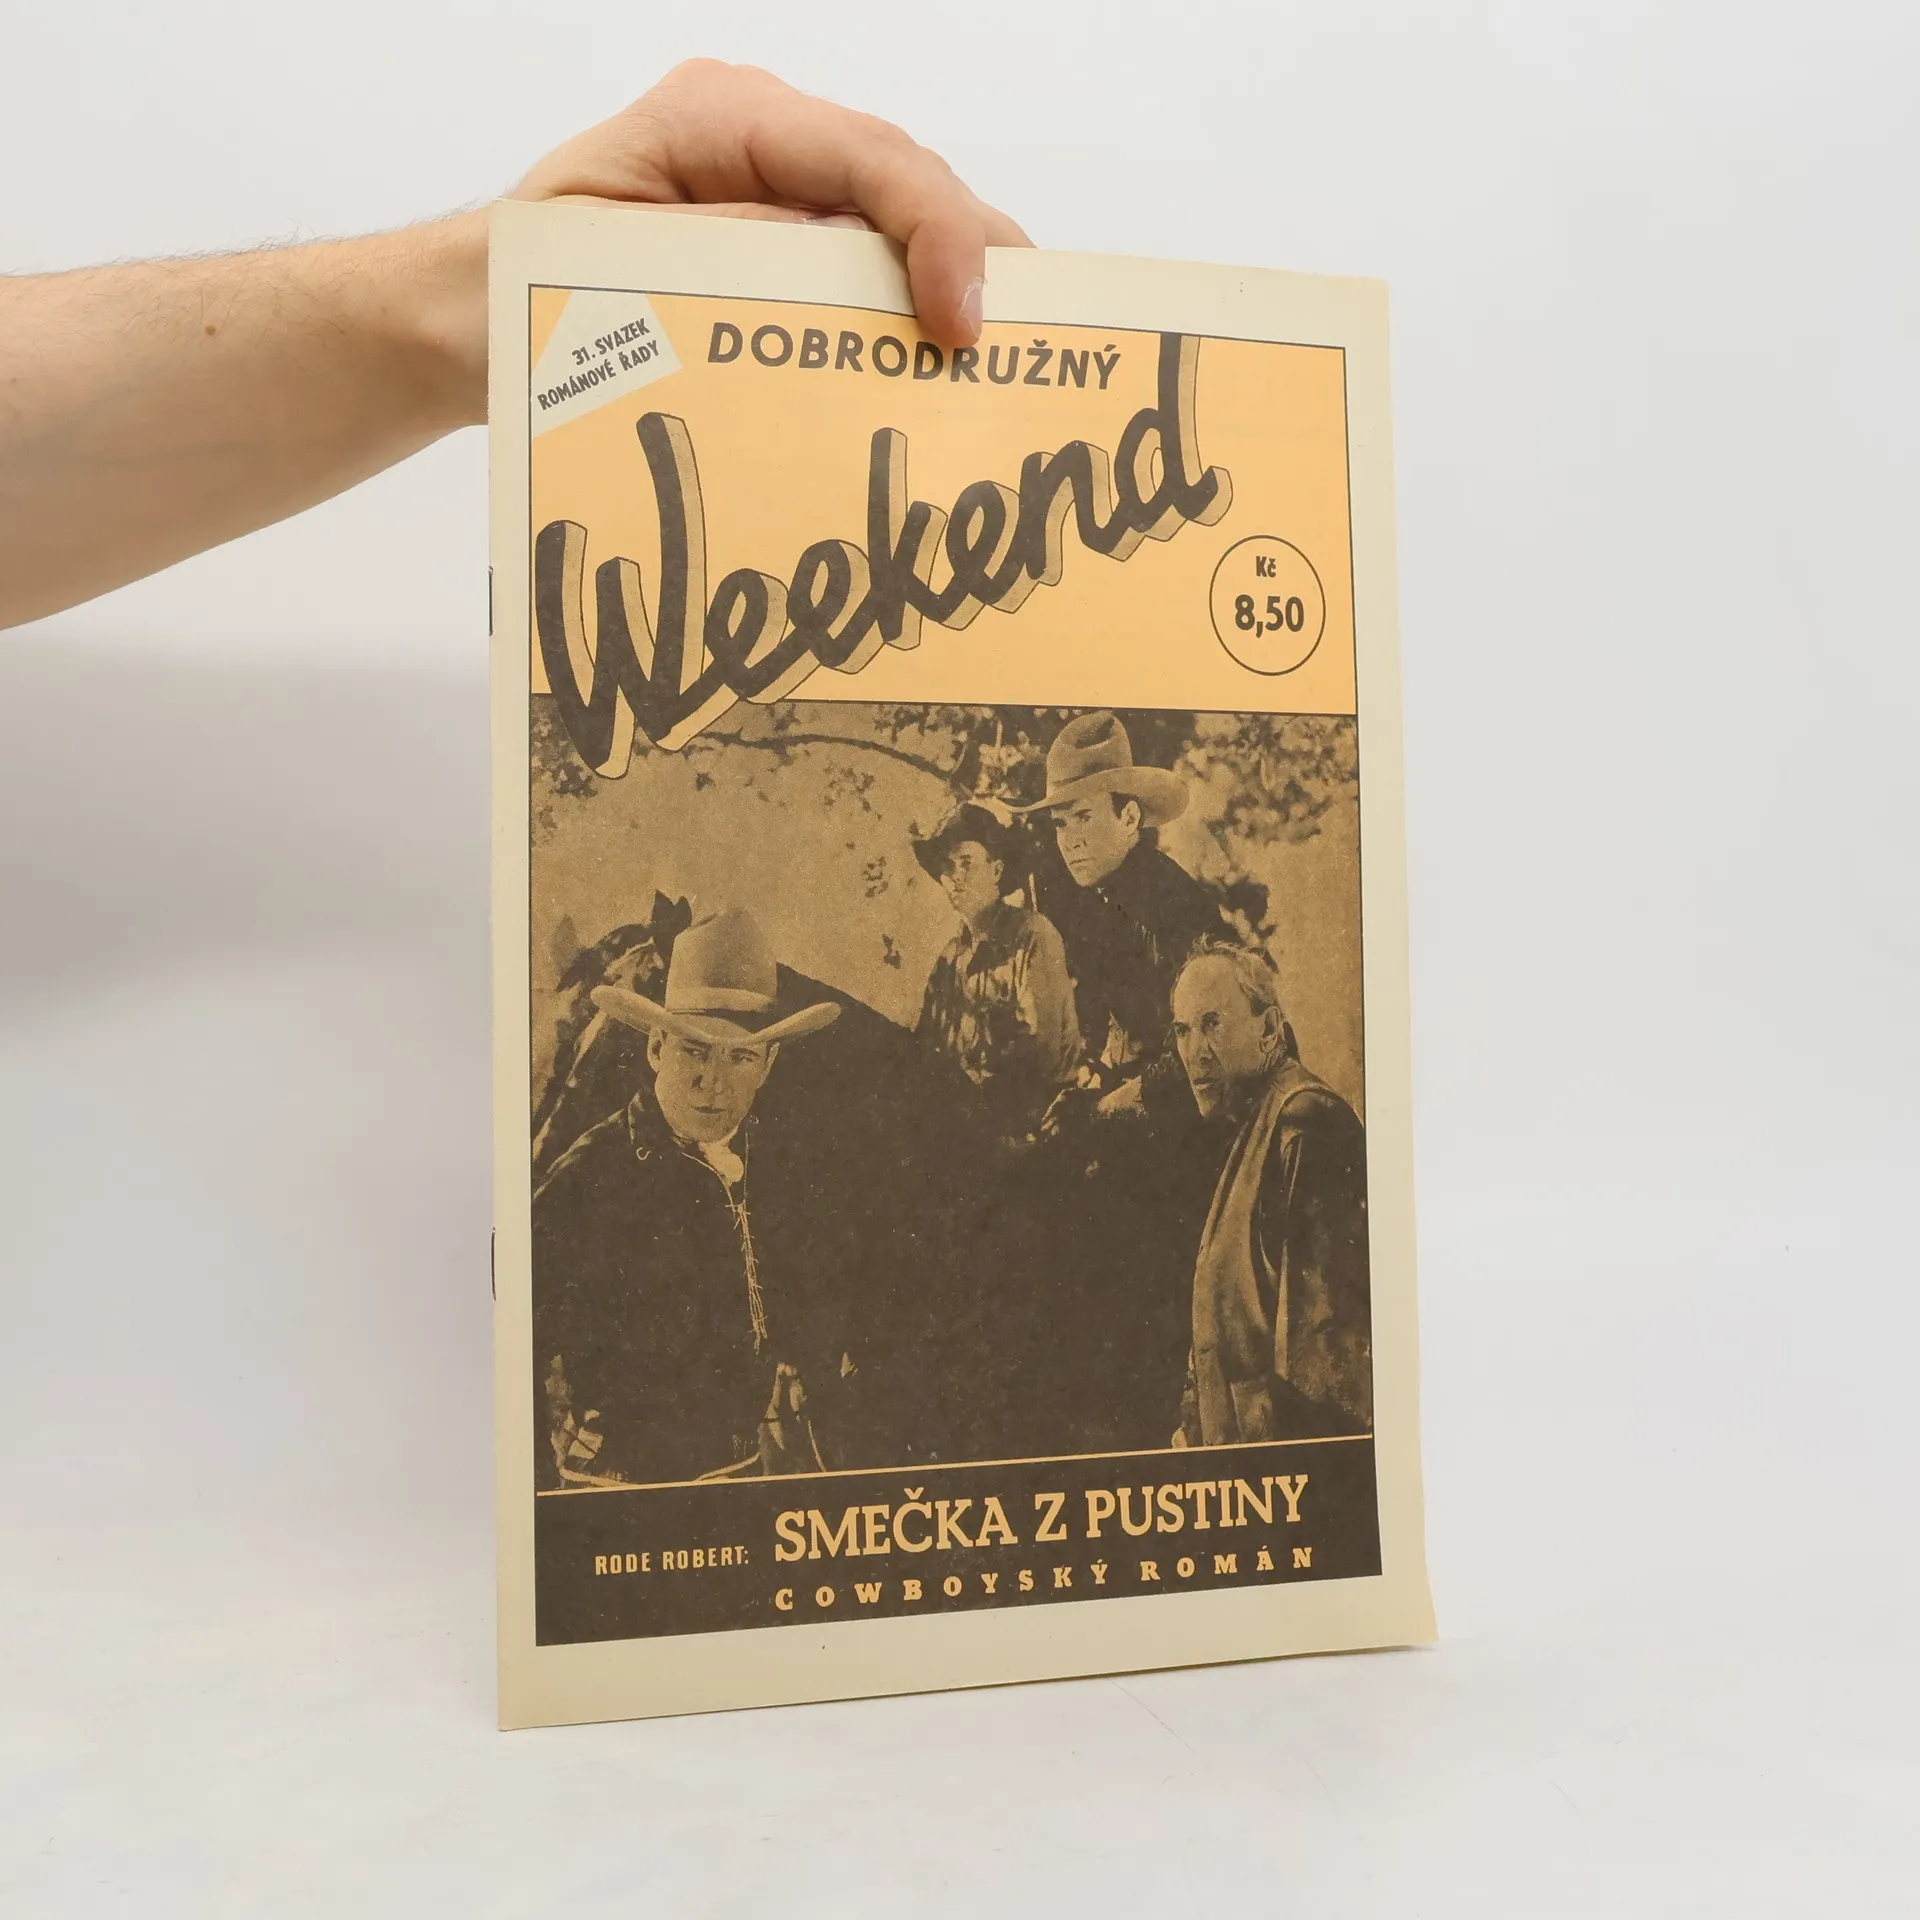 31. SVAZEK
ROMÁNOVÉ ŘADY
DOBRODRUŽNÝ
Weekend
Kč
8,50
RODE ROBERT: SMEČKA Z PUSTINY
COWBOYSKÝ ROMÁN